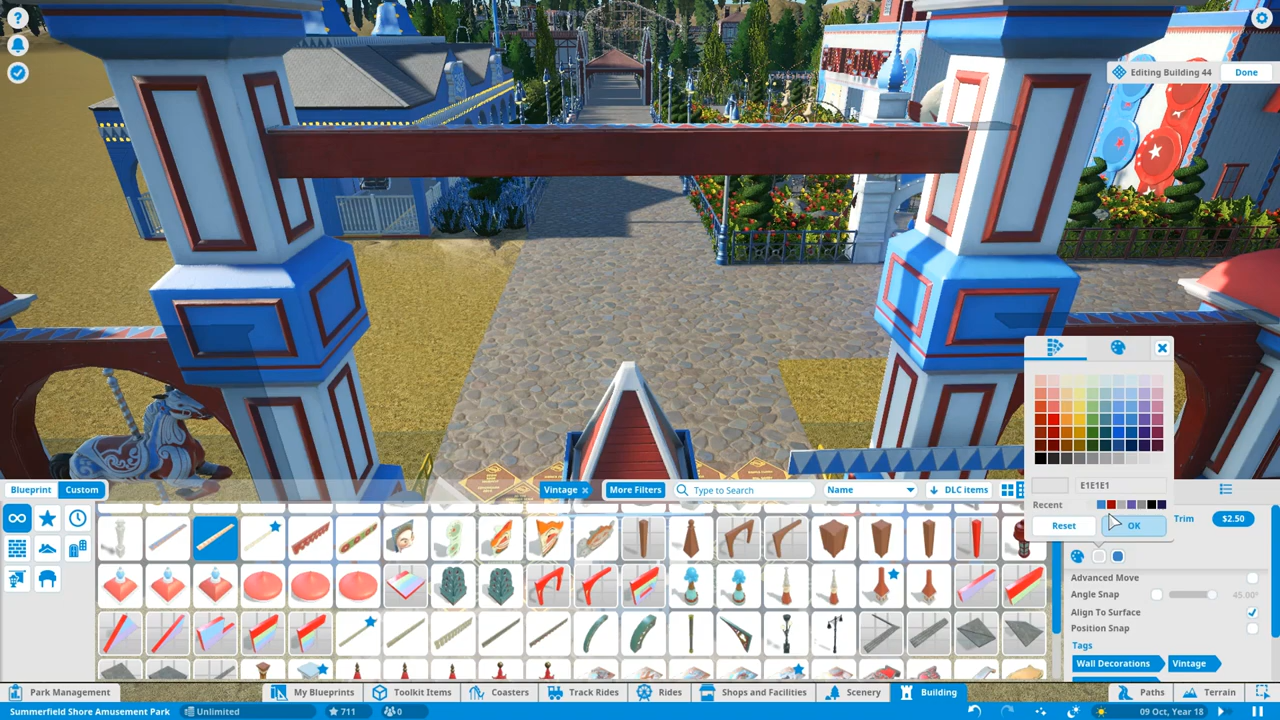 ?
Editing Building 44 Done
E1E1E1
Recent
Reset OK
Trim $2.50
Blueprint Custom
Vintage × More Filters Type to Search Name DLC items
Advanced Move
Angle Snap 45.00°
Align To Surface
Position Snap
Tags
Wall Decorations Vintage
Park Management My Blueprints Toolkit Items Coasters Track Rides Rides Shops and Facilities Scenery Building Paths Terrain
Summerfield Shore Amusement Park Unlimited 711 0 09 Oct, Year 18